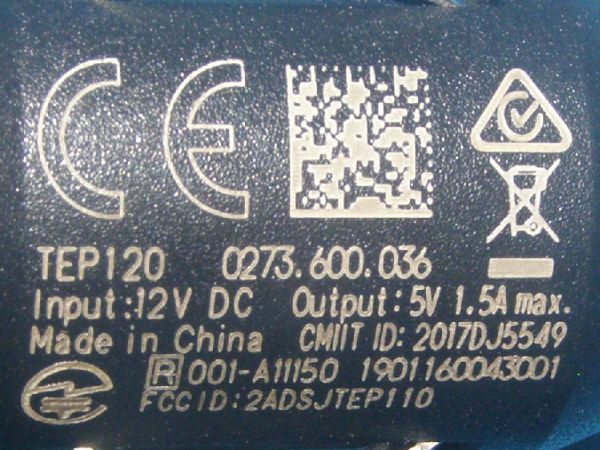 CE
TEP120 0273.600.036
Input:12V DC Output: 5V 1.5A max.
Made in China CMIIT ID: 2017DJ5549
R 001-A11150 1901160043001
FCC ID:2ADSJTEP110